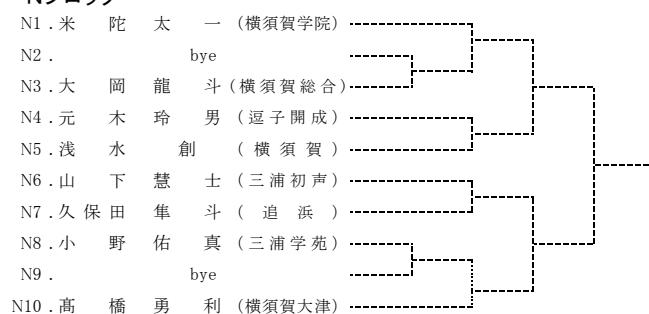 Nブロック
N1．米 陀 太 一 (横須賀学院)
N2． bye
N3．大 岡 龍 斗 (横須賀総合)
N4．元 木 玲 男 (逗子開成)
N5．浅 水 創 (横須賀)
N6．山 下 慧 士 (三浦初声)
N7．久 保 田 隼 斗 (追浜)
N8．小 野 佑 真 (三浦学苑)
N9． bye
N10．髙 橋 勇 利 (横須賀大津)